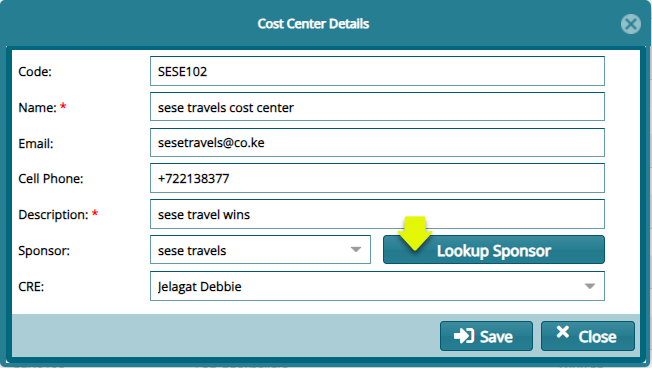 Cost Center Details
Code: SESE102
Name: * sese travels cost center
Email: sesetravels@co.ke
Cell Phone: +722138377
Description: * sese travel wins
Sponsor: sese travels Lookup Sponsor
CRE: Jelagat Debbie
Save Close